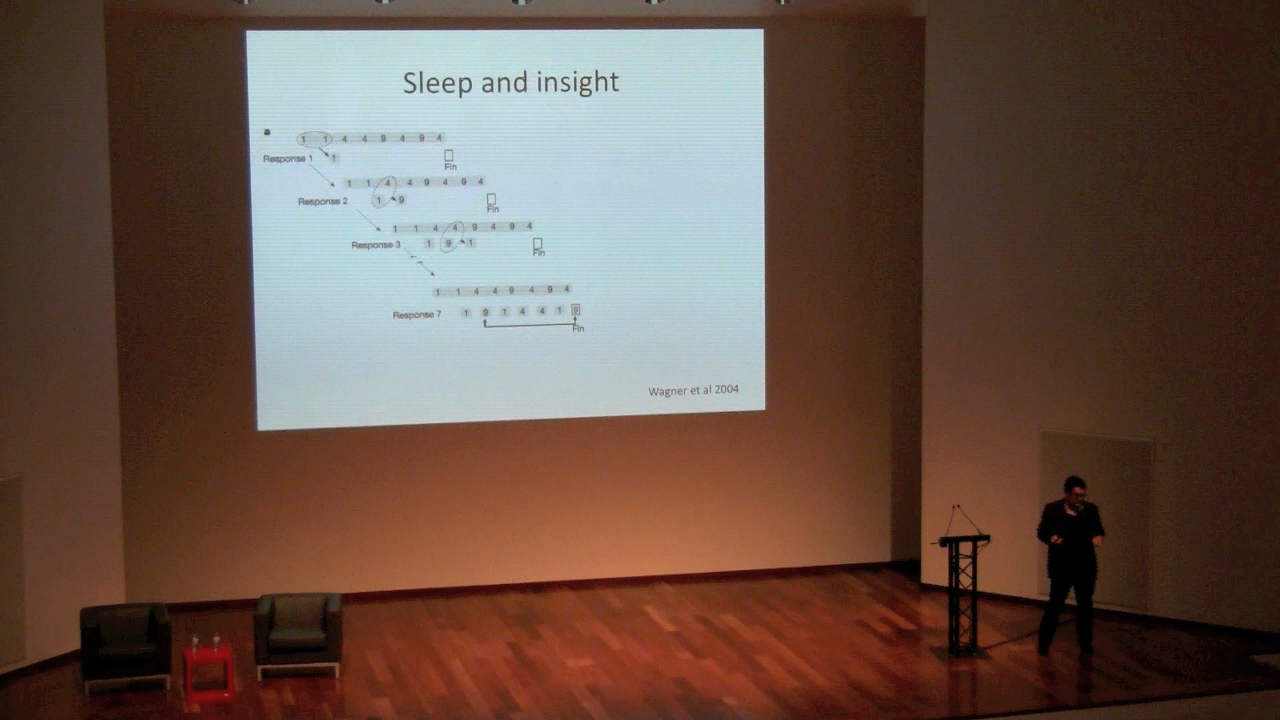 Sleep and insight
a
1 1 4 4 9 4 9 4
Response 1 1
Fin
1 1 4 4 9 4 9 4
Response 2 1 9
Fin
1 1 4 4 9 4 9 4
Response 3 1 9 1
Fin
1 1 4 4 9 4 9 4
Response 7 1 9 1 4 4 1 9
Fin
Wagner et al 2004